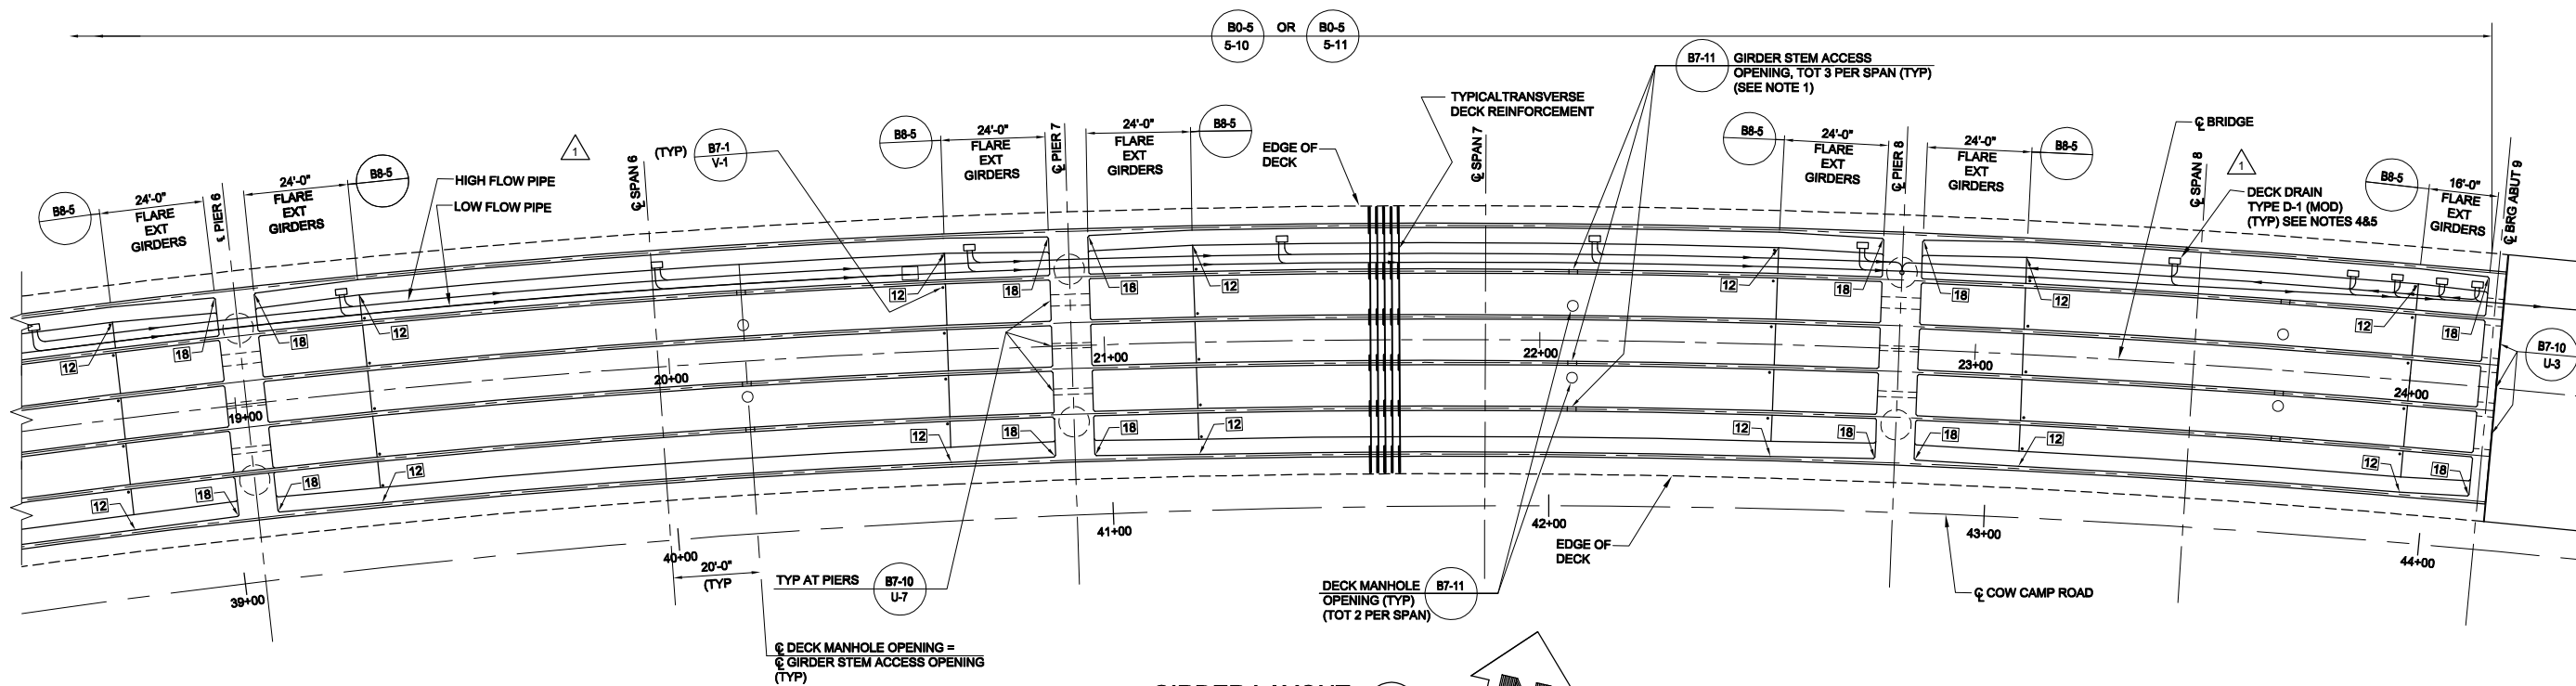 B0-5
5-10
OR
B0-5
5-11
B7-11
GIRDER STEM ACCESS
OPENING, TOT 3 PER SPAN (TYP)
(SEE NOTE 1)
TYPICALTRANSVERSE
DECK REINFORCEMENT
℄ SPAN 7
EDGE OF
DECK
℄ BRIDGE
B8-5
24'-0"
FLARE
EXT
GIRDERS
℄ PIER 6
24'-0"
FLARE
EXT
GIRDERS
B8-5
HIGH FLOW PIPE
LOW FLOW PIPE
1
℄ SPAN 6
(TYP)
B7-1
V-1
B8-5
24'-0"
FLARE
EXT
GIRDERS
℄ PIER 7
24'-0"
FLARE
EXT
GIRDERS
B8-5
B8-5
24'-0"
FLARE
EXT
GIRDERS
℄ PIER 8
24'-0"
FLARE
EXT
GIRDERS
B8-5
℄ SPAN 8
1
DECK DRAIN
TYPE D-1 (MOD)
(TYP) SEE NOTES 4&5
B8-5
16'-0"
FLARE
EXT
GIRDERS
℄ BRG ABUT 9
12
18
18
12
12
18
18
12
12
18
18
12
12
18
19+00
20+00
21+00
22+00
23+00
24+00
B7-10
U-3
12
18
18
12
12
18
18
12
12
18
18
12
12
18
39+00
40+00
41+00
42+00
43+00
44+00
20'-0"
(TYP
TYP AT PIERS
B7-10
U-7
℄ DECK MANHOLE OPENING =
℄ GIRDER STEM ACCESS OPENING
(TYP)
DECK MANHOLE
OPENING (TYP)
(TOT 2 PER SPAN)
B7-11
EDGE OF
DECK
℄ COW CAMP ROAD